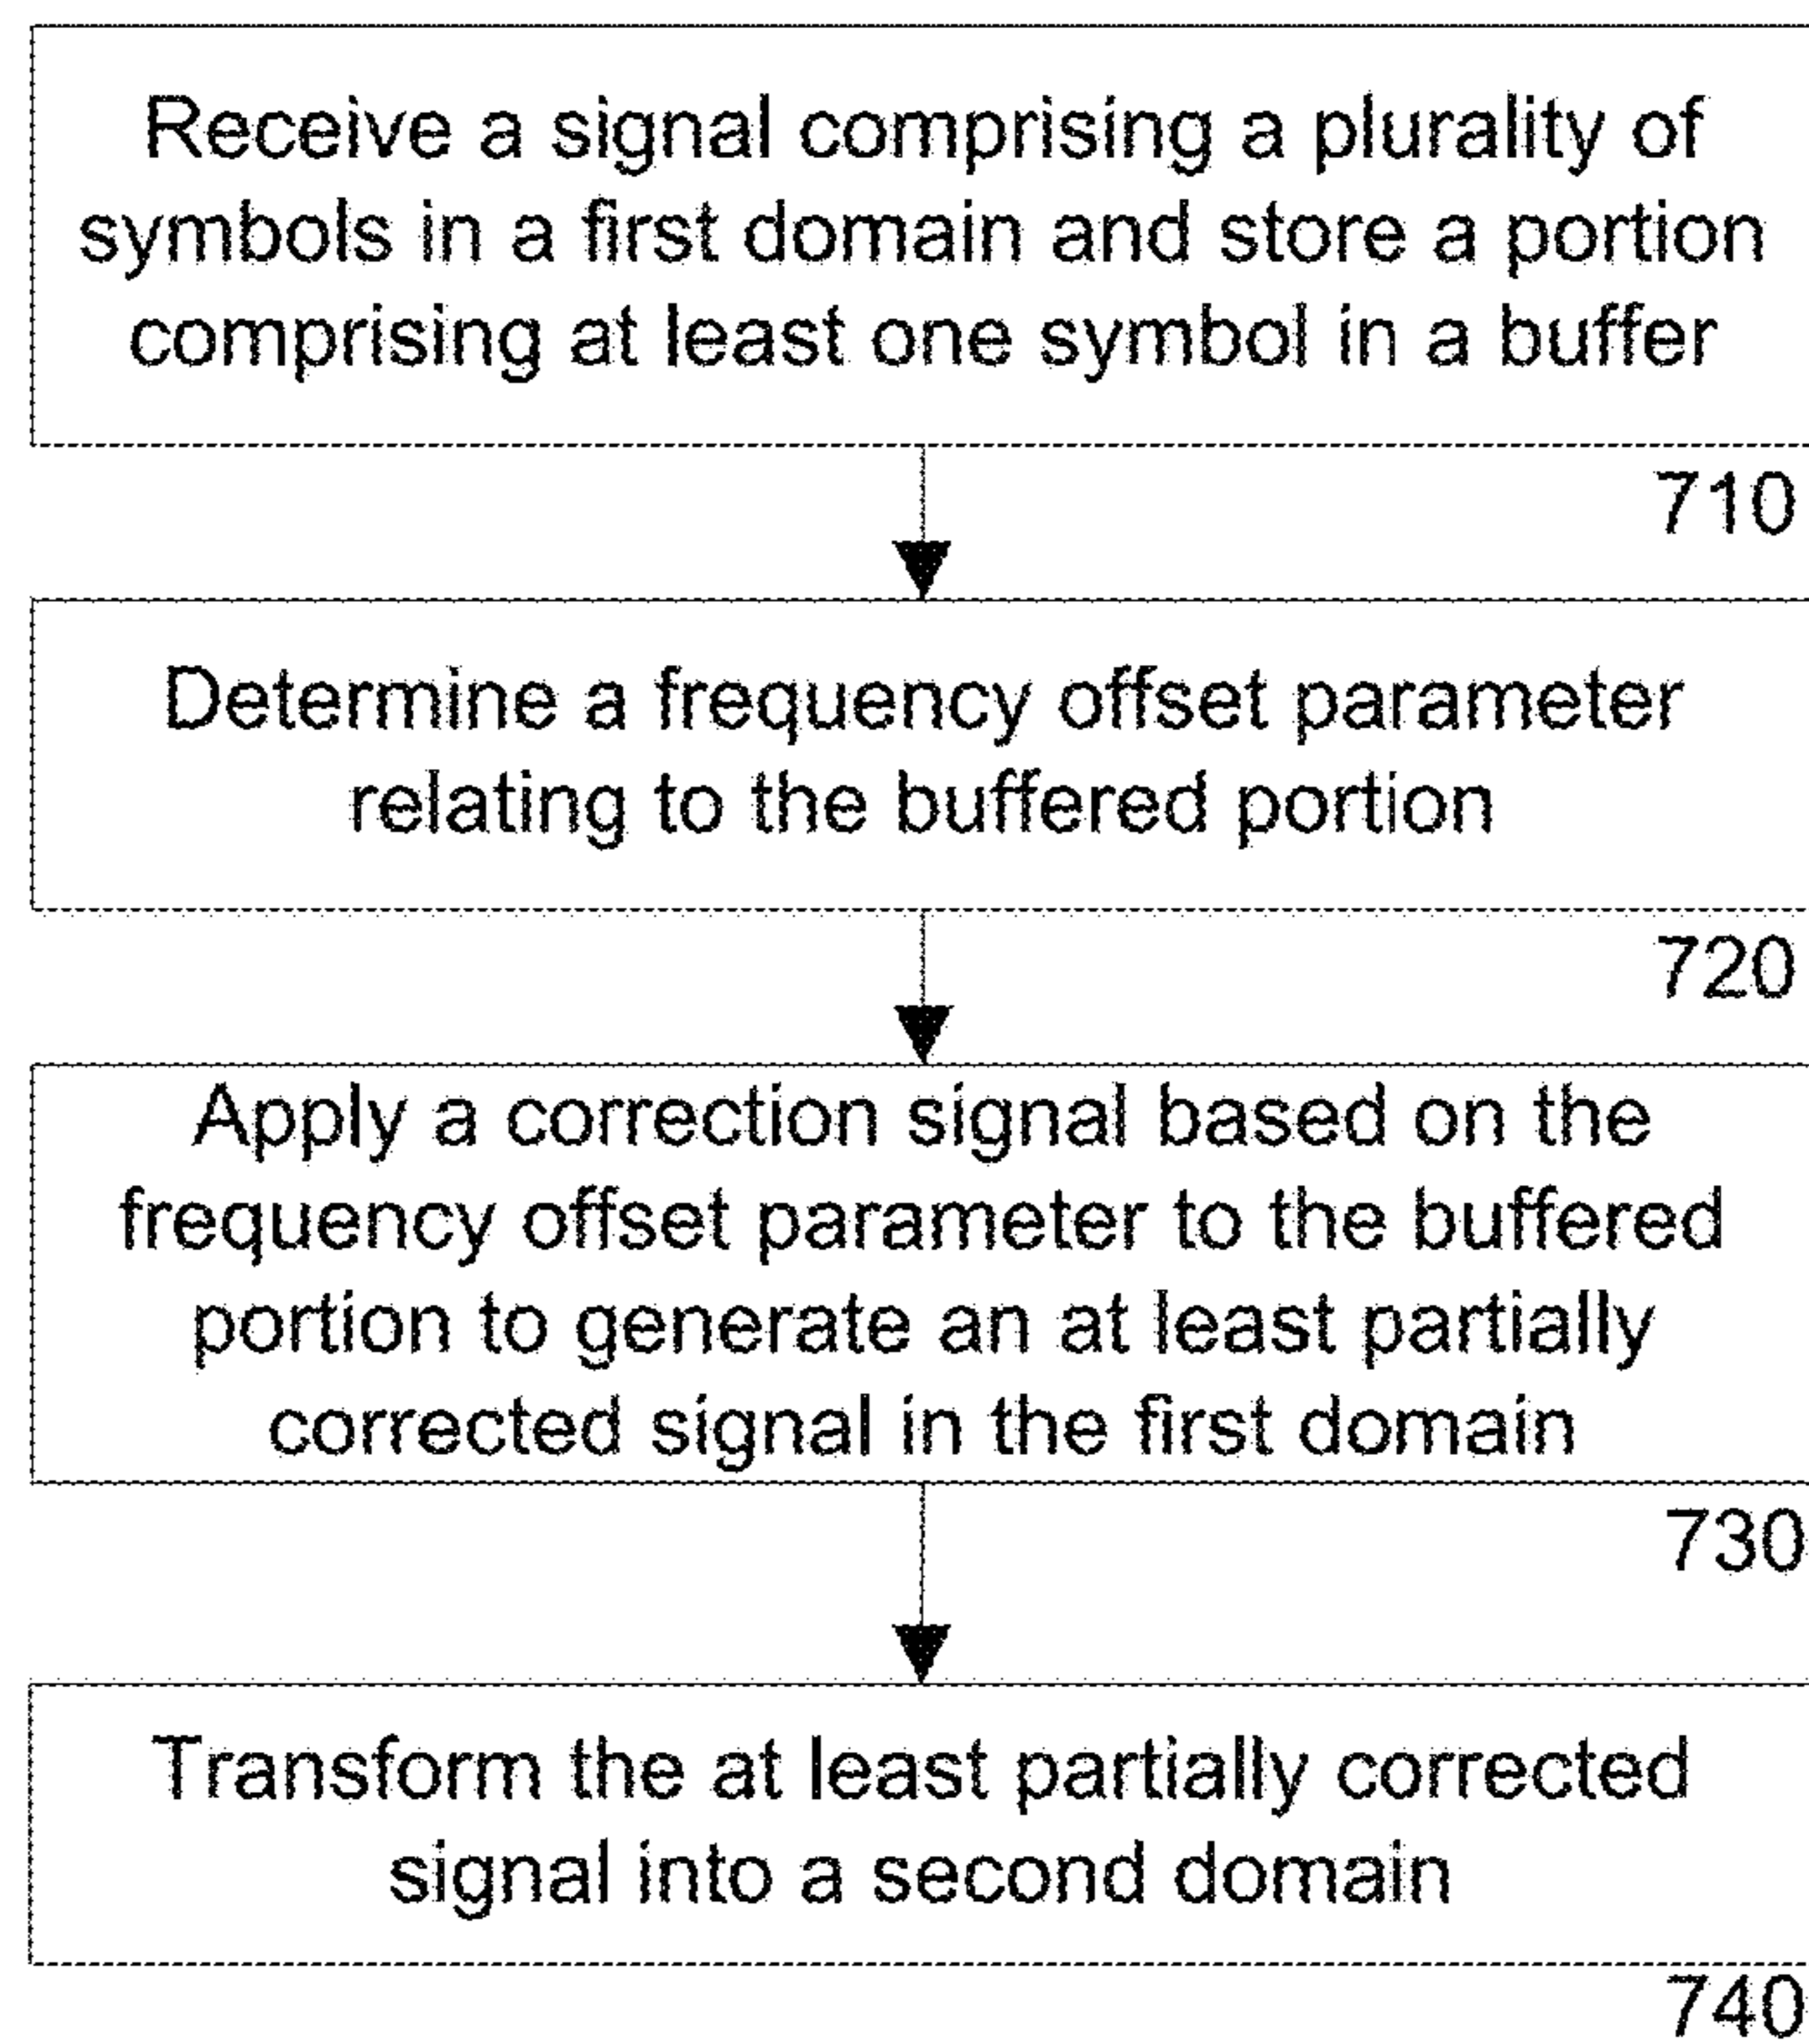 Receive a signal comprising a plurality of
symbols in a first domain and store a portion
comprising at least one symbol in a buffer
710
Determine a frequency offset parameter
relating to the buffered portion
720
Apply a correction signal based on the
frequency offset parameter to the buffered
portion to generate an at least partially
corrected signal in the first domain
730
Transform the at least partially corrected
signal into a second domain
740